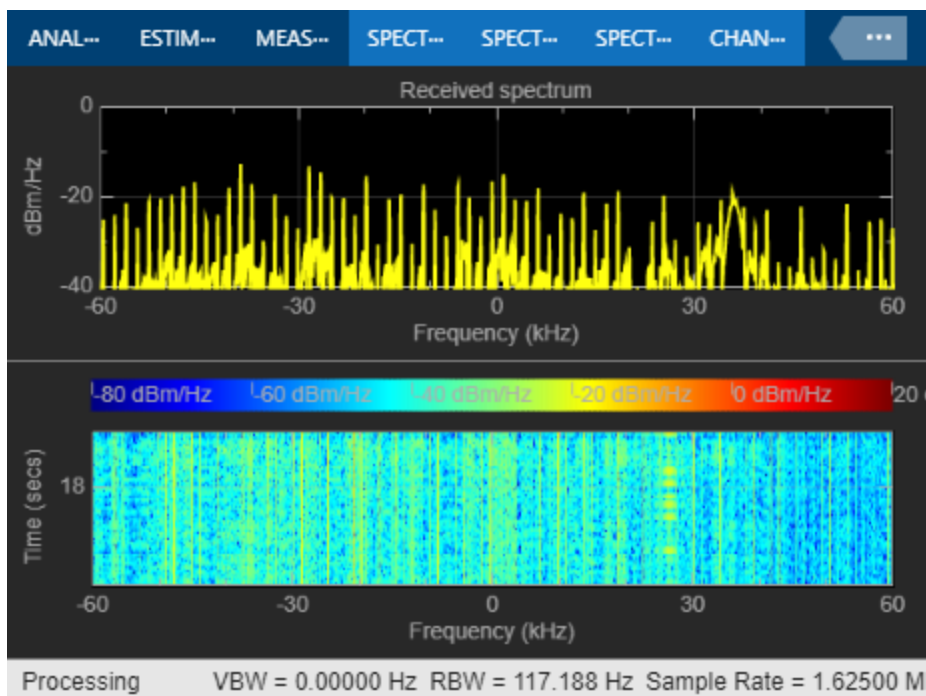 ANAL... ESTIM... MEAS... SPECT... SPECT... SPECT... CHAN... ...
Received spectrum
0
-20
-40
dBm/Hz
-60 -30 0 30 60
Frequency (kHz)
-80 dBm/Hz -60 dBm/Hz -40 dBm/Hz -20 dBm/Hz 0 dBm/Hz 20 d
18
Time (secs)
-60 -30 0 30 60
Frequency (kHz)
Processing VBW = 0.00000 Hz RBW = 117.188 Hz Sample Rate = 1.62500 M